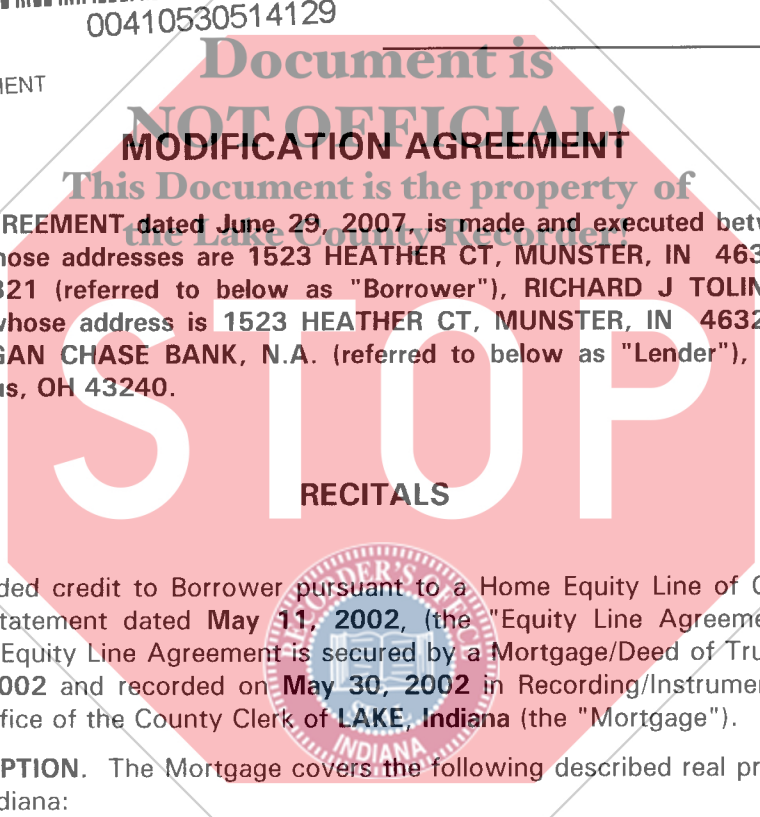 00410530514129
Document is
MENT
NOT OFFICIAL!
MODIFICATION AGREEMENT
This Document is the property of
the Lake County Recorder!
REEMENT dated June 29, 2007, is made and executed betw
hose addresses are 1523 HEATHER CT, MUNSTER, IN 463
321 (referred to below as "Borrower"), RICHARD J TOLIN
whose address is 1523 HEATHER CT, MUNSTER, IN 4632
GAN CHASE BANK, N.A. (referred to below as "Lender"),
us, OH 43240.
STOP
RECITALS
ded credit to Borrower pursuant to a Home Equity Line of C
tatement dated May 11, 2002, (the "Equity Line Agreeme
Equity Line Agreement is secured by a Mortgage/Deed of Tru
002 and recorded on May 30, 2002 in Recording/Instrumen
ffice of the County Clerk of LAKE, Indiana (the "Mortgage").
PTION. The Mortgage covers the following described real pr
diana:
RECORDER'S OFFICE
INDIANA